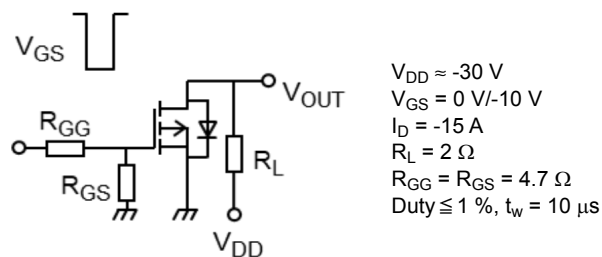 V_GS
R_GG
R_GS
V_OUT
R_L
V_DD
V_DD ≈ -30 V
V_GS = 0 V/-10 V
I_D = -15 A
R_L = 2 Ω
R_GG = R_GS = 4.7 Ω
Duty ≦ 1 %, t_w = 10 μs